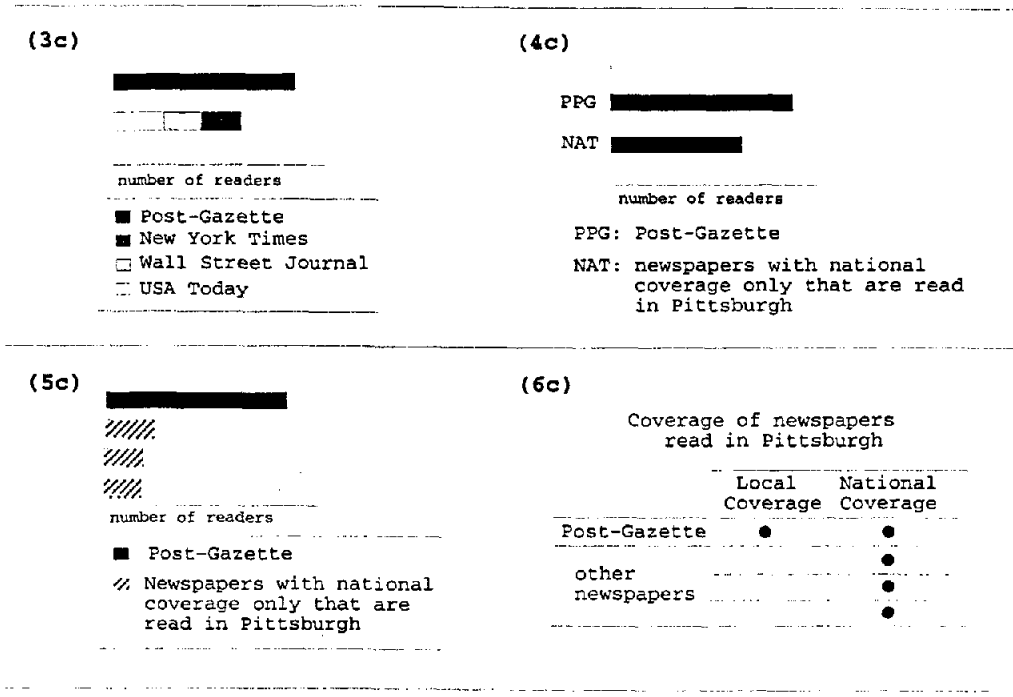 (3c)
number of readers
Post-Gazette
New York Times
Wall Street Journal
USA Today
(4c)
PPG
NAT
number of readers
PPG: Post-Gazette
NAT: newspapers with national
coverage only that are read
in Pittsburgh
(5c)
number of readers
Post-Gazette
Newspapers with national
coverage only that are
read in Pittsburgh
(6c)
Coverage of newspapers
read in Pittsburgh
Local National
Coverage Coverage
Post-Gazette
other
newspapers